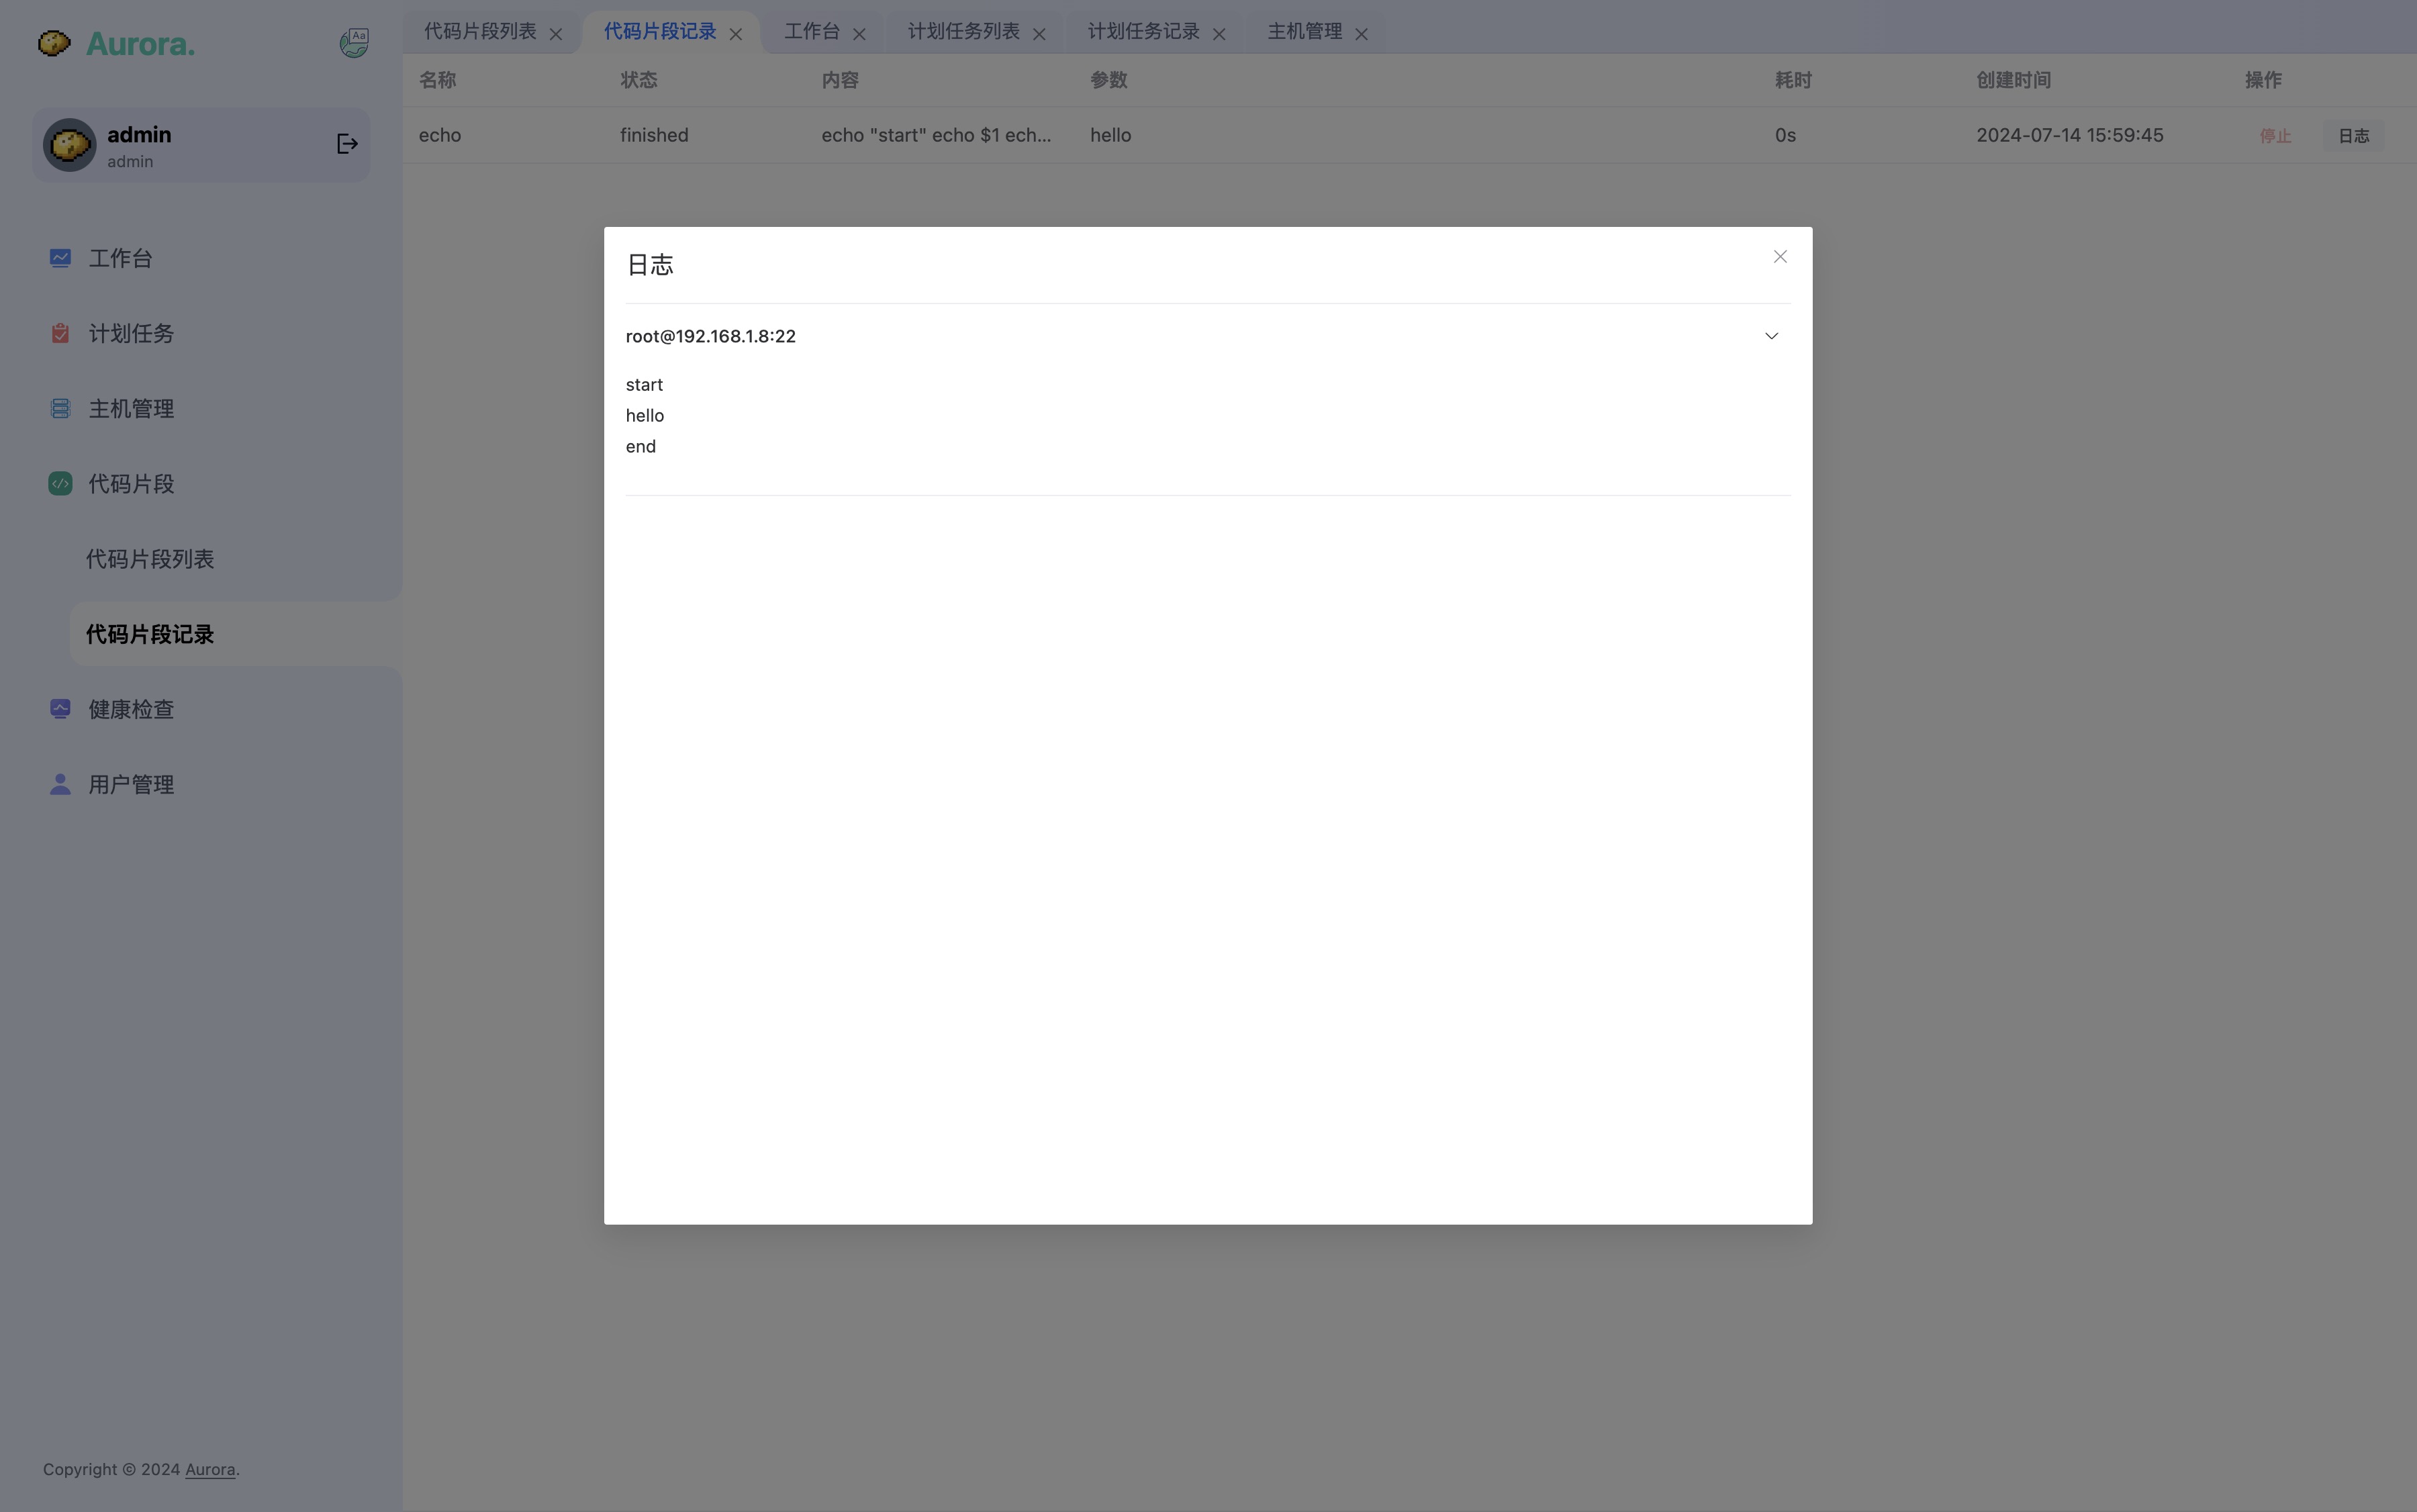 Aurora.
Aa
admin
admin
工作台
计划任务
主机管理
代码片段
代码片段列表
代码片段记录
健康检查
用户管理
Copyright © 2024 Aurora.
代码片段列表 代码片段记录 工作台 计划任务列表 计划任务记录 主机管理
名称 状态 内容 参数 耗时 创建时间 操作
echo finished echo "start" echo $1 ech... hello 0s 2024-07-14 15:59:45 停止 日志
日志
root@192.168.1.8:22
start
hello
end